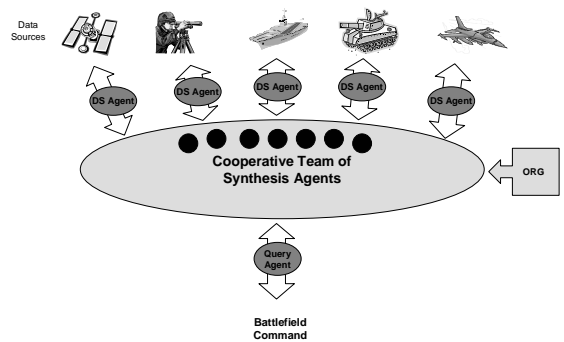 Data
Sources
DS Agent
DS Agent
DS Agent
DS Agent
DS Agent
Cooperative Team of
Synthesis Agents
ORG
Query
Agent
Battlefield
Command